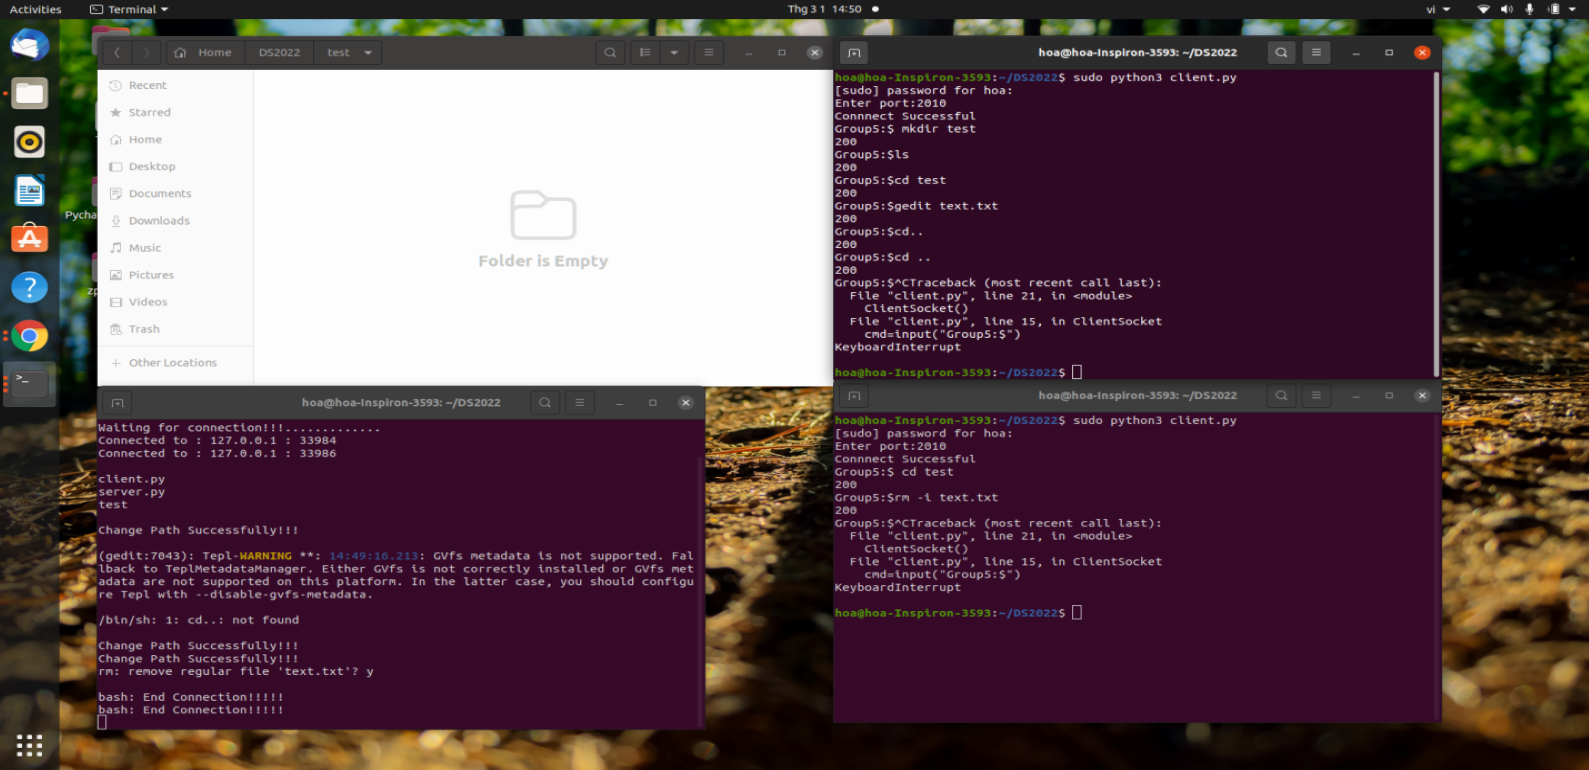 Activities
Terminal
Thg 3 1 14:50
vi
Home
DS2022
test
Recent
Starred
Home
Desktop
Documents
Downloads
Music
Pictures
Videos
Trash
Other Locations
Folder is Empty
Pycha
zp
hoa@hoa-Inspiron-3593: ~/DS2022
hoa@hoa-Inspiron-3593:~/DS2022$ sudo python3 client.py
[sudo] password for hoa:
Enter port:2010
Connnect Successful
Group5:$ mkdir test
200
Group5:$ls
200
Group5:$cd test
200
Group5:$gedit text.txt
200
Group5:$cd..
200
Group5:$cd ..
200
Group5:$^CTraceback (most recent call last):
File "client.py", line 21, in <module>
ClientSocket()
File "client.py", line 15, in ClientSocket
cmd=input("Group5:$")
KeyboardInterrupt
hoa@hoa-Inspiron-3593:~/DS2022$
hoa@hoa-Inspiron-3593: ~/DS2022
Waiting for connection!!!.............
Connected to : 127.0.0.1 : 33984
Connected to : 127.0.0.1 : 33986
client.py
server.py
test
Change Path Successfully!!!
(gedit:7043): Tepl-WARNING **: 14:49:16.213: GVfs metadata is not supported. Fal
lback to TeplMetadataManager. Either GVfs is not correctly installed or GVfs met
adata are not supported on this platform. In the latter case, you should configu
re Tepl with --disable-gvfs-metadata.
/bin/sh: 1: cd..: not found
Change Path Successfully!!!
Change Path Successfully!!!
rm: remove regular file 'text.txt'? y
bash: End Connection!!!!!
bash: End Connection!!!!!
hoa@hoa-Inspiron-3593: ~/DS2022
hoa@hoa-Inspiron-3593:~/DS2022$ sudo python3 client.py
[sudo] password for hoa:
Enter port:2010
Connnect Successful
Group5:$ cd test
200
Group5:$rm -i text.txt
200
Group5:$^CTraceback (most recent call last):
File "client.py", line 21, in <module>
ClientSocket()
File "client.py", line 15, in ClientSocket
cmd=input("Group5:$")
KeyboardInterrupt
hoa@hoa-Inspiron-3593:~/DS2022$